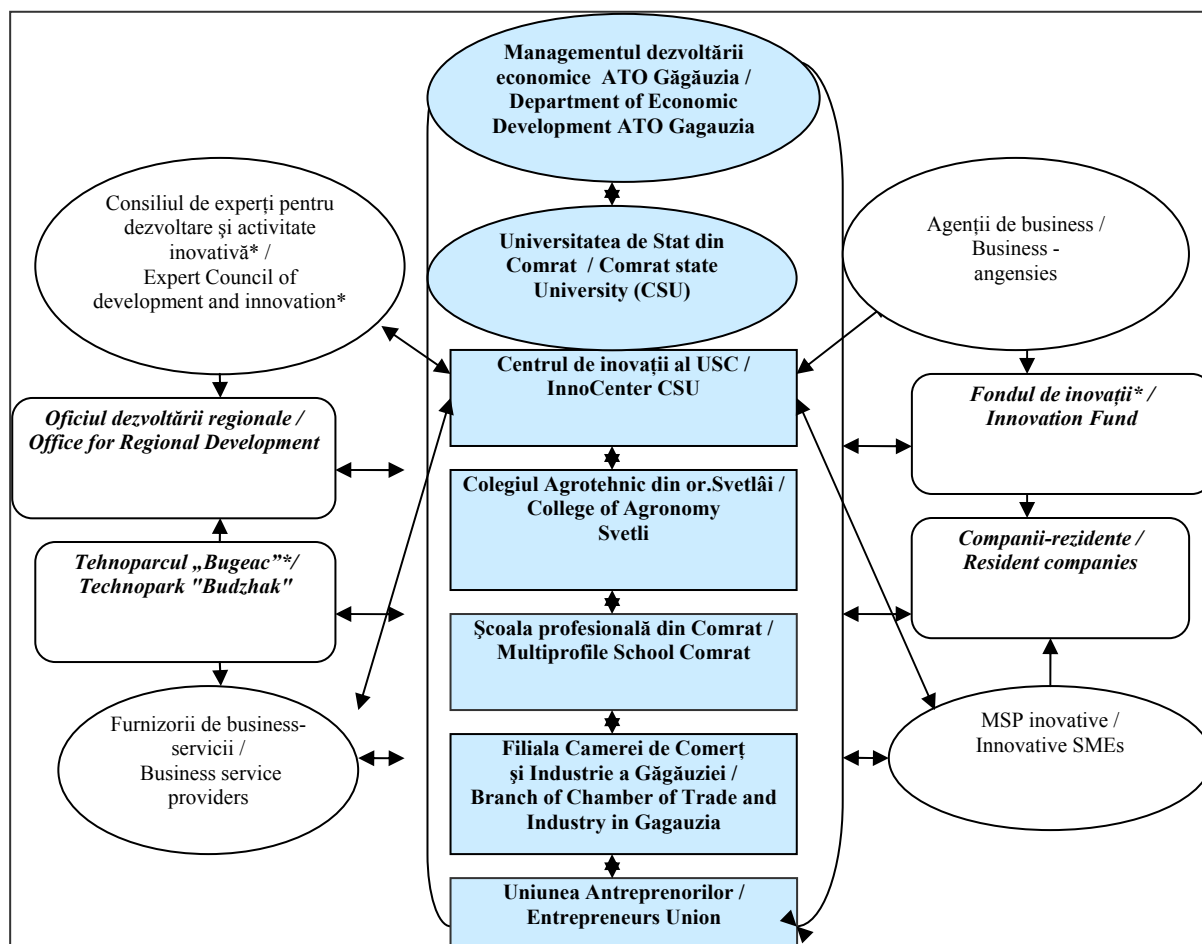 Managementul dezvoltării
economice ATO Găgăuzia /
Department of Economic
Development ATO Gagauzia
Consiliul de experți pentru
dezvoltare şi activitate
inovativă* /
Expert Council of
development and innovation*
Universitatea de Stat din
Comrat / Comrat state
University (CSU)
Agenții de business /
Business -
angensies
Centrul de inovații al USC /
InnoCenter CSU
Oficiul dezvoltării regionale /
Office for Regional Development
Fondul de inovații* /
Innovation Fund
Colegiul Agrotehnic din or.Svetlâi /
College of Agronomy
Svetli
Tehnoparcul „Bugeac”*/
Technopark "Budzhak"
Companii-rezidente /
Resident companies
Şcoala profesională din Comrat /
Multiprofile School Comrat
Furnizorii de business-
servicii /
Business service
providers
MSP inovative /
Innovative SMEs
Filiala Camerei de Comerț
şi Industrie a Găgăuziei /
Branch of Chamber of Trade and
Industry in Gagauzia
Uniunea Antreprenorilor /
Entrepreneurs Union